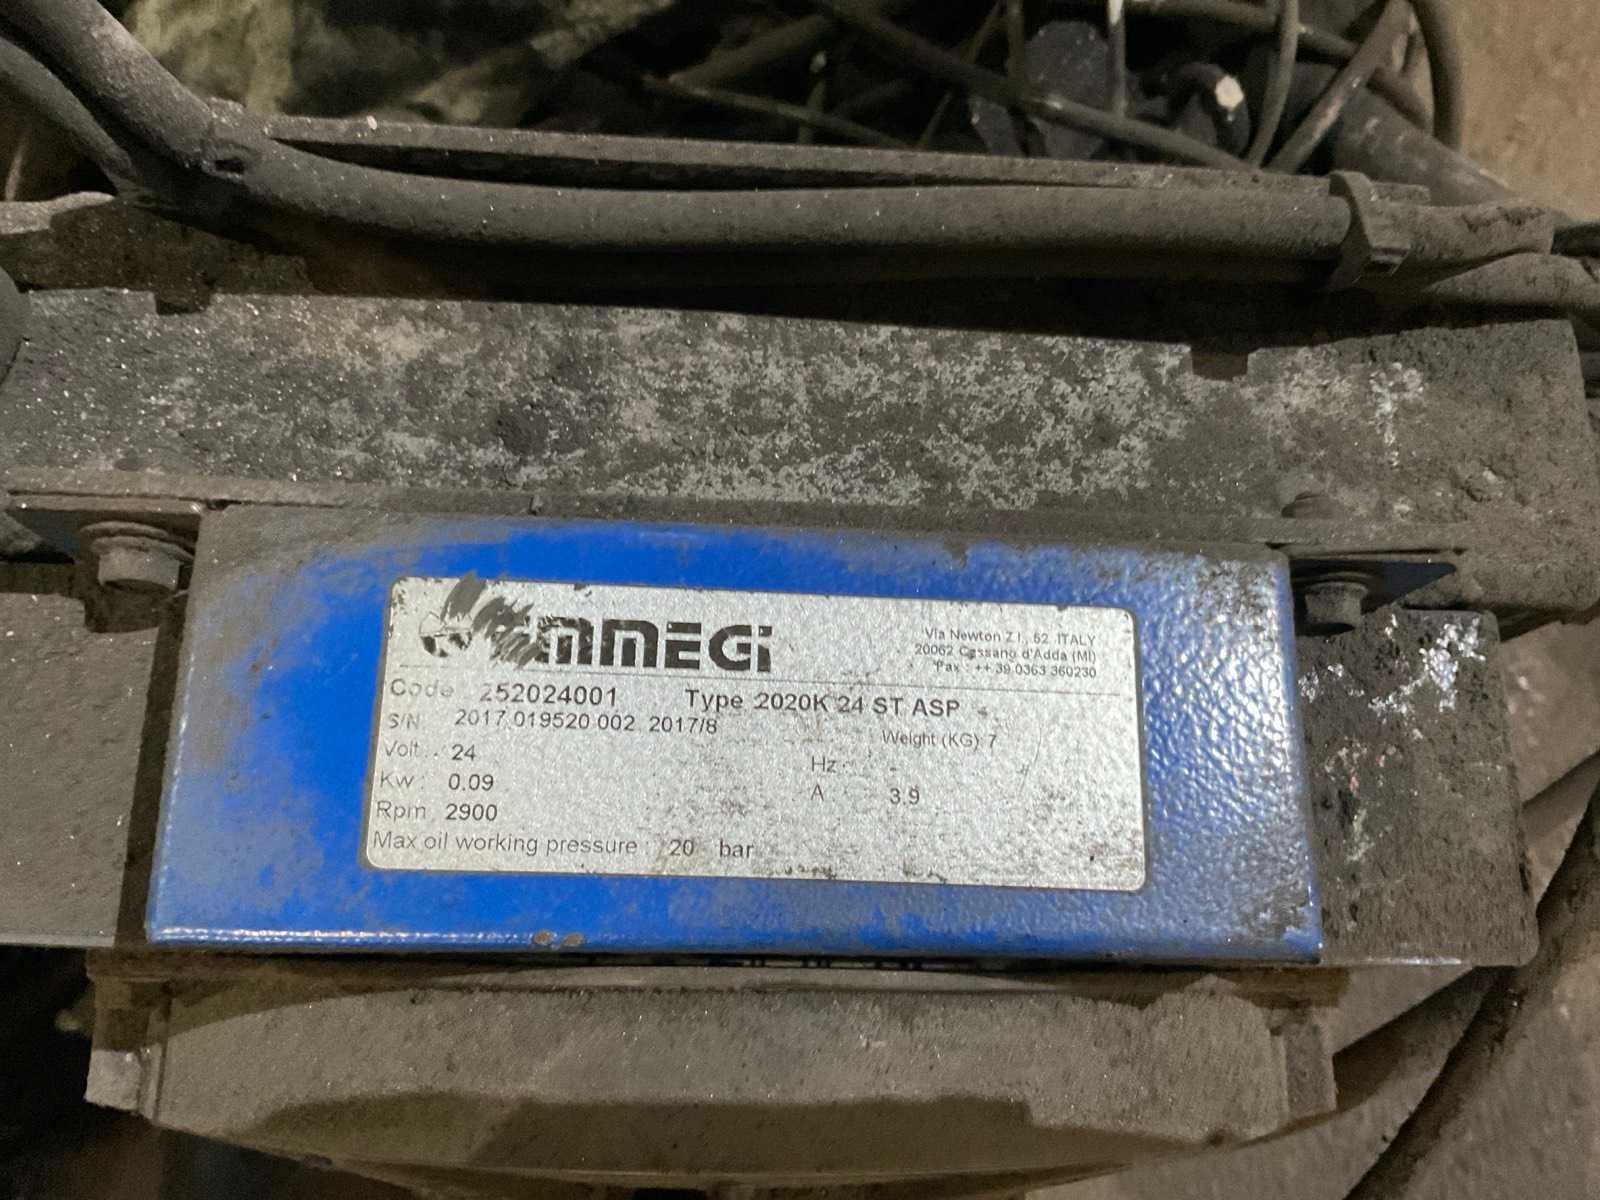 EMMEGi
Via Newton Z.I., 52 ITALY
20062 Cassano d'Adda (MI)
Fax : ++ 39 0363 360230
Code : 252024001 Type 2020K 24 ST ASP
S/N 2017.019520.002 2017/8 Weight (KG): 7
Volt : 24 Hz : -
Kw : 0.09 A 3.9
Rpm 2900
Max oil working pressure : 20 bar